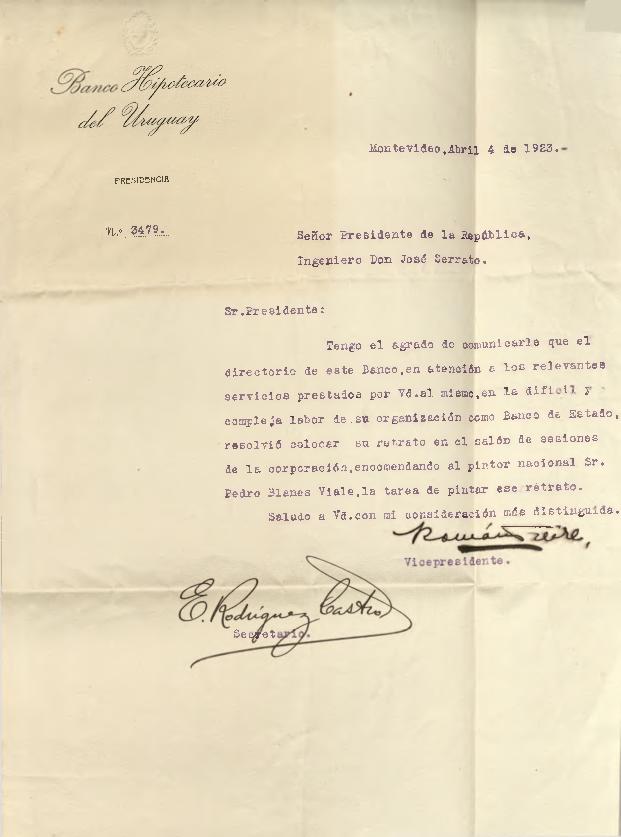 Banco Hipotecario
del Uruguay
PRESIDENCIA
N.o 3479.
Montevideo,Abril 4 de 1923.-
Señor Presidente de la República,
Ingeniero Don José Serrato.
Sr.Presidente:
Tengo el agrado de comunicarle que el
directorio de este Banco,en atención a los relevantes
servicios prestados por Vd.al mismo,en la dificil y
compleja labor de su organización como Banco de Estado,
resolvió colocar su retrato en el salón de sesiones
de la corporación,encomendando al pintor nacional Sr.
Pedro Blanes Viale,la tarea de pintar ese retrato.
Saludo a Vd.con mi consideración más distinguida.
Román Freire,
Vicepresidente.
E. Rodríguez Castro
Secretario.